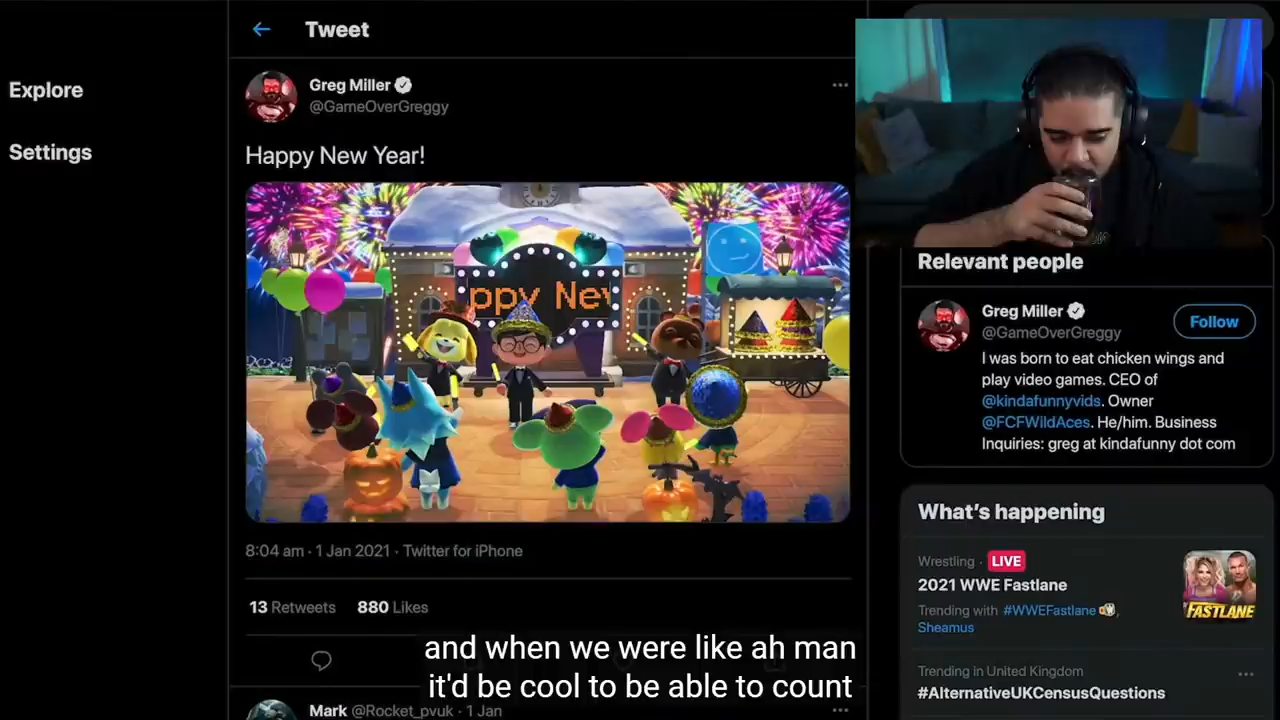 Explore
Settings
Tweet
Greg Miller
@GameOverGreggy
Happy New Year!
ppy Nev
8:04 am · 1 Jan 2021 · Twitter for iPhone
13 Retweets 880 Likes
and when we were like ah man
it'd be cool to be able to count
Mark @Rocket_pvuk · 1 Jan
Relevant people
Greg Miller
@GameOverGreggy
Follow
I was born to eat chicken wings and
play video games. CEO of
@kindafunnyvids. Owner
@FCFWildAces. He/him. Business
Inquiries: greg at kindafunny dot com
What's happening
Wrestling · LIVE
2021 WWE Fastlane
Trending with #WWEFastlane,
Sheamus
FASTLANE
Trending in United Kingdom
#AlternativeUKCensusQuestions